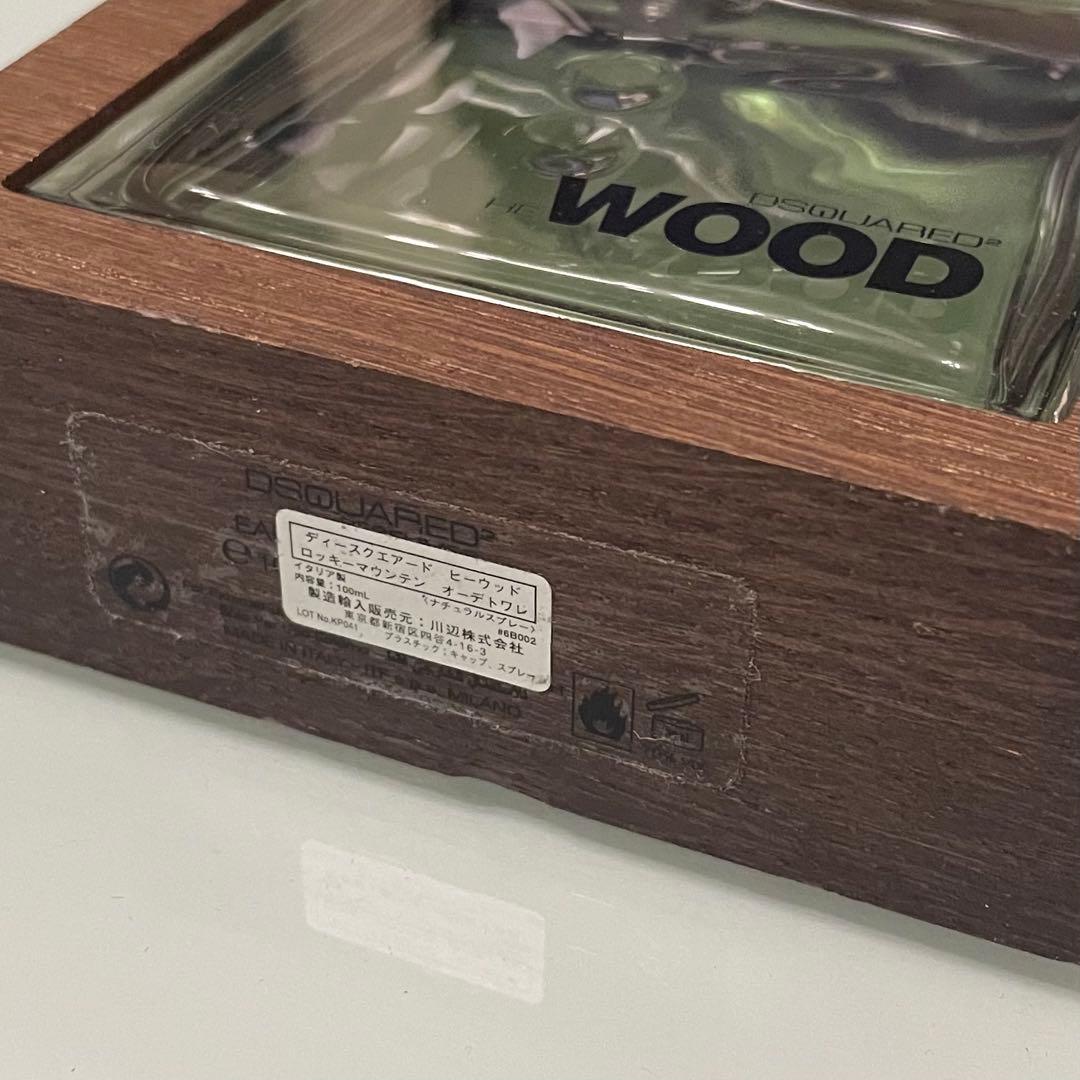 DSQUARED²
HE WOOD
DSQUARED²
ディースクエアード ヒーウッド
ロッキーマウンテン オーデトワレ
イタリア製 〈ナチュラルスプレー〉
内容量:100mL #6B002
製造輸入販売元:川辺株式会社
東京都新宿区四谷4-16-3
LOT No.KP041 プラスチック:キャップ、スプレー
MILANO